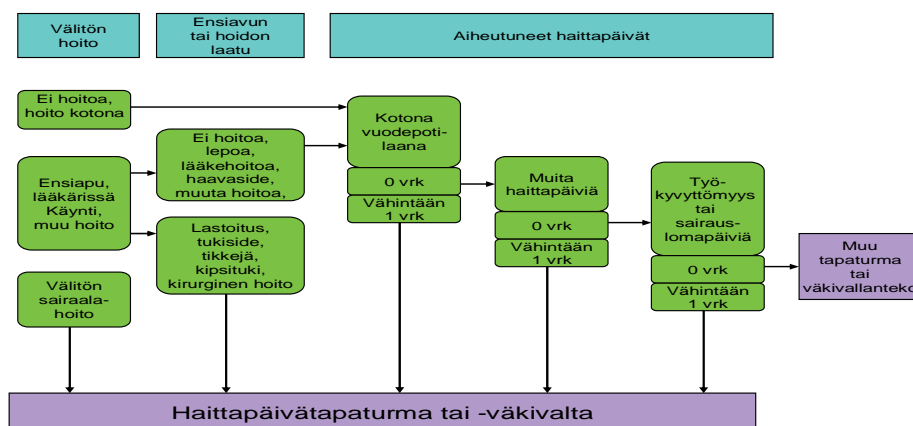 Välitön
hoito
Ensiavun
tai hoidon
laatu
Aiheutuneet haittapäivät
Ei hoitoa,
hoito kotona
Ensiapu,
lääkärissä
Käynti,
muu hoito
Välitön
sairaala-
hoito
Ei hoitoa,
lepoa,
lääkehoitoa,
haavaside,
muuta hoitoa,
Lastoitus,
tukiside,
tikkejä,
kipsituki,
kirurginen hoito
Kotona
vuodepoti-
laana
0 vrk
Vähintään
1 vrk
Muita
haittapäiviä
0 vrk
Vähintään
1 vrk
Työ-
kyvyttömyys
tai
sairaus-
lomapäiviä
0 vrk
Vähintään
1 vrk
Muu
tapaturma
tai
väkivallanteko
Haittapäivätapaturma tai -väkivalta